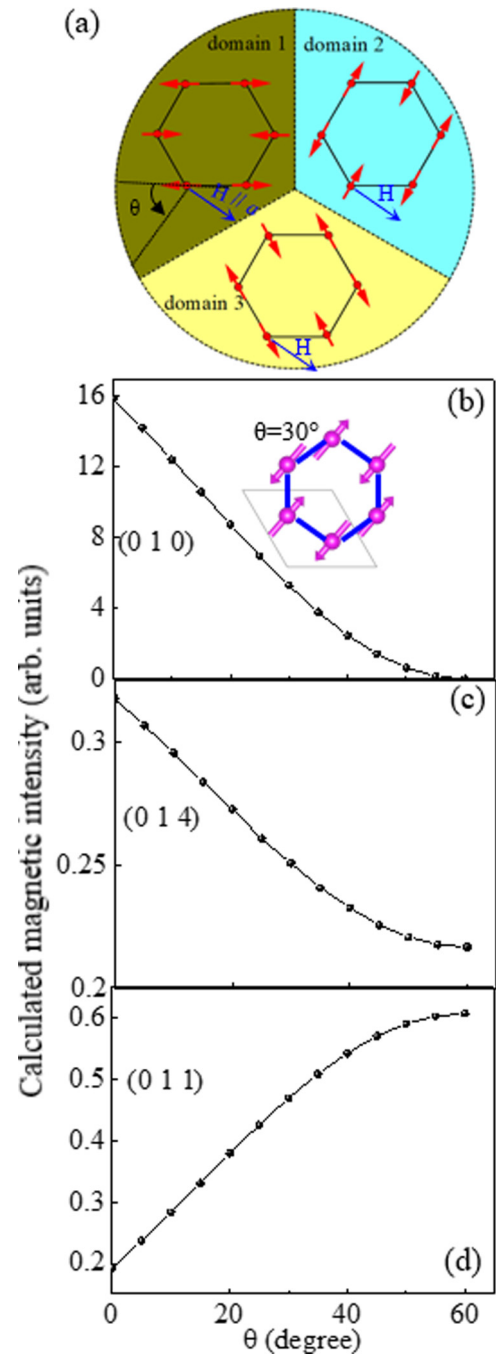 (a)
domain 1
domain 2
θ
H // a
H
domain 3
H
Calculated magnetic intensity (arb. units)
16
12
8
4
0
(b)
θ=30°
(0 1 0)
0.3
0.25
0.2
(c)
(0 1 4)
0.6
0.5
0.4
0.3
0.2
(0 1 1)
(d)
0
20
40
60
θ (degree)